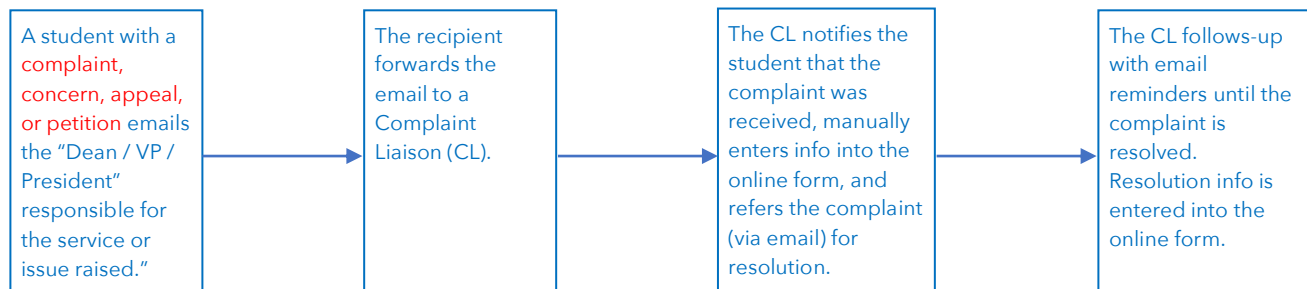 A student with a
complaint,
concern, appeal,
or petition emails
the “Dean / VP /
President”
responsible for
the service or
issue raised.”
The recipient
forwards the
email to a
Complaint
Liaison (CL).
The CL notifies the
student that the
complaint was
received, manually
enters info into the
online form, and
refers the complaint
(via email) for
resolution.
The CL follows-up
with email
reminders until the
complaint is
resolved.
Resolution info is
entered into the
online form.